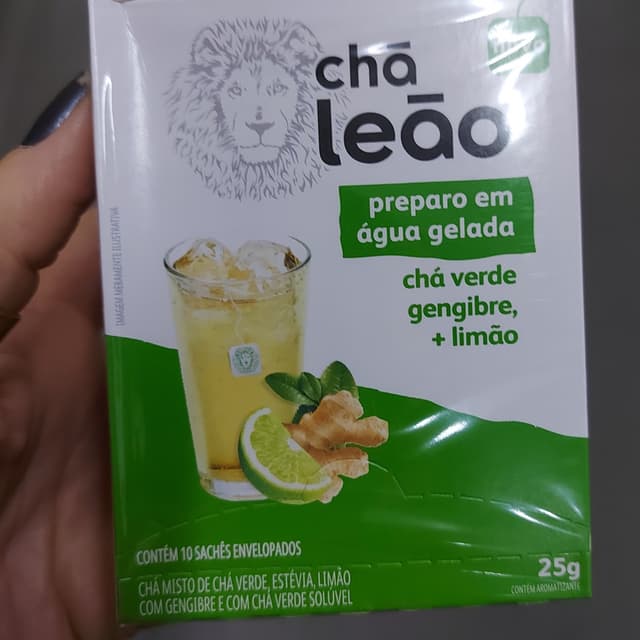 chá
leão
preparo em
água gelada
chá verde
gengibre,
+ limão
IMAGEM MERAMENTE ILUSTRATIVA
CONTÉM 10 SACHÊS ENVELOPADOS
CHÁ MISTO DE CHÁ VERDE, ESTÉVIA, LIMÃO
COM GENGIBRE E COM CHÁ VERDE SOLÚVEL
25g
CONTÉM AROMATIZANTE